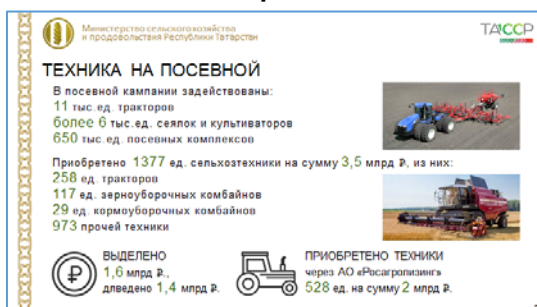 Министерство сельского хозяйства
и продовольствия Республики Татарстан
ТАССР
ТЕХНИКА НА ПОСЕВНОЙ
В посевной кампании задействованы:
11 тыс.ед. тракторов
более 6 тыс.ед. сеялок и культиваторов
650 тыс.ед. посевных комплексов
Приобретено 1377 ед. сельхозтехники на сумму 3,5 млрд ₽, из них:
258 ед. тракторов
117 ед. зерноуборочных комбайнов
29 ед. кормоуборочных комбайнов
973 прочей техники
ВЫДЕЛЕНО
1,6 млрд ₽.,
длведено 1,4 млрд ₽.
ПРИОБРЕТЕНО ТЕХНИКИ
через АО «Росагролизинг»
528 ед. на сумму 2 млрд ₽.